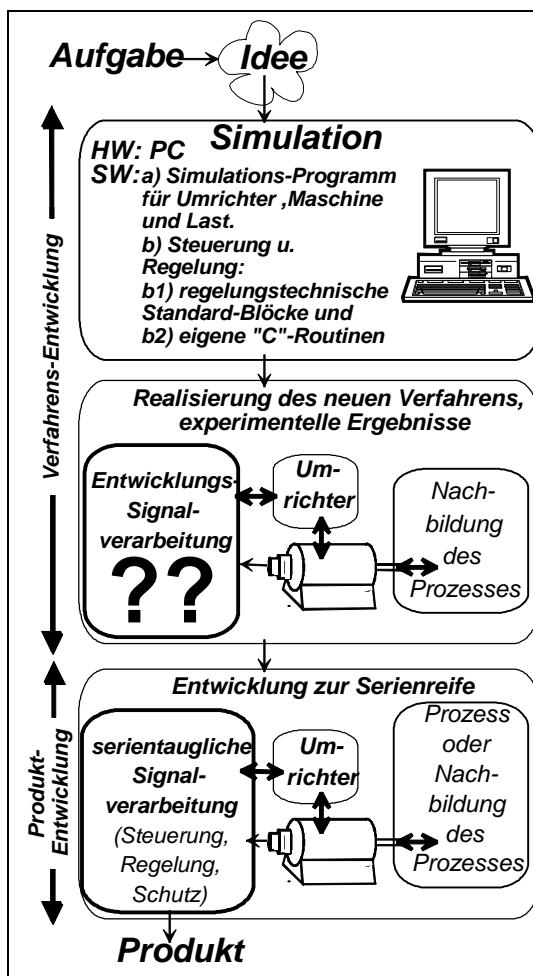 Aufgabe
Idee
Simulation
HW: PC
SW: a) Simulations-Programm
für Umrichter ,Maschine
und Last.
b) Steuerung u.
Regelung:
b1) regelungstechnische
Standard-Blöcke und
b2) eigene "C"-Routinen
Verfahrens-Entwicklung
Realisierung des neuen Verfahrens,
experimentelle Ergebnisse
Entwicklungs-
Signal-
verarbeitung
??
Um-
richter
Nach-
bildung
des
Prozesses
Produkt-
Entwicklung
Entwicklung zur Serienreife
serientaugliche
Signal-
verarbeitung
(Steuerung,
Regelung,
Schutz)
Um-
richter
Prozess
oder
Nach-
bildung
des
Prozesses
Produkt